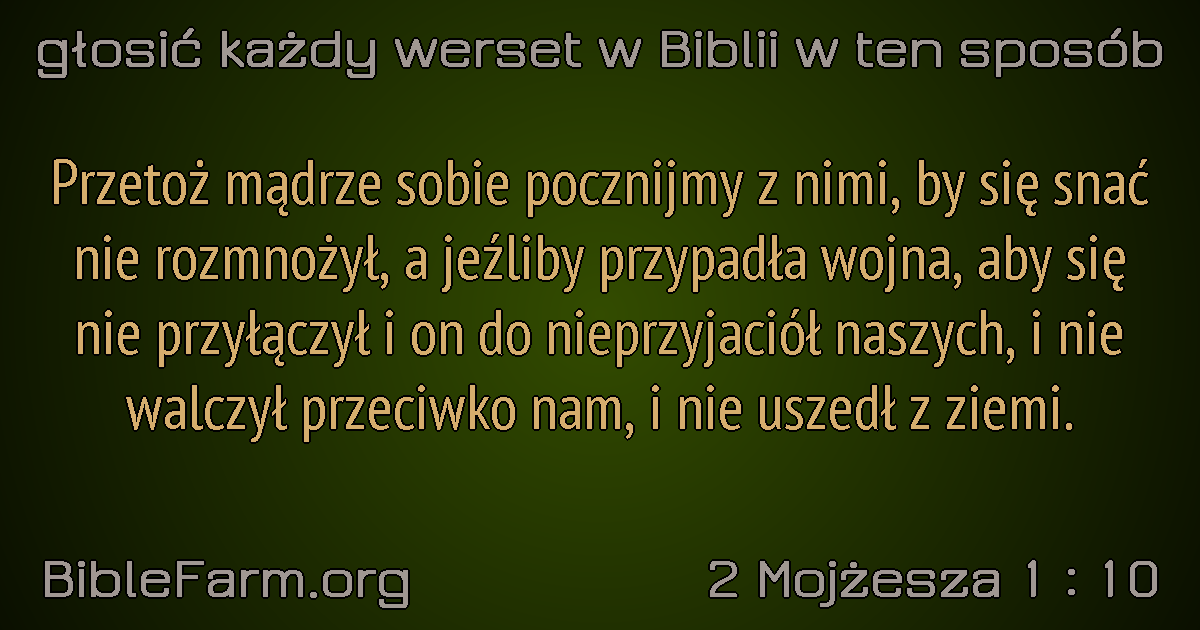 głosić każdy werset w Biblii w ten sposób
Przetoż mądrze sobie pocznijmy z nimi, by się snać
nie rozmnożył, a jeźliby przypadła wojna, aby się
nie przyłączył i on do nieprzyjaciół naszych, i nie
walczył przeciwko nam, i nie uszedł z ziemi.
BibleFarm.org
2 Mojżesza 1 : 10